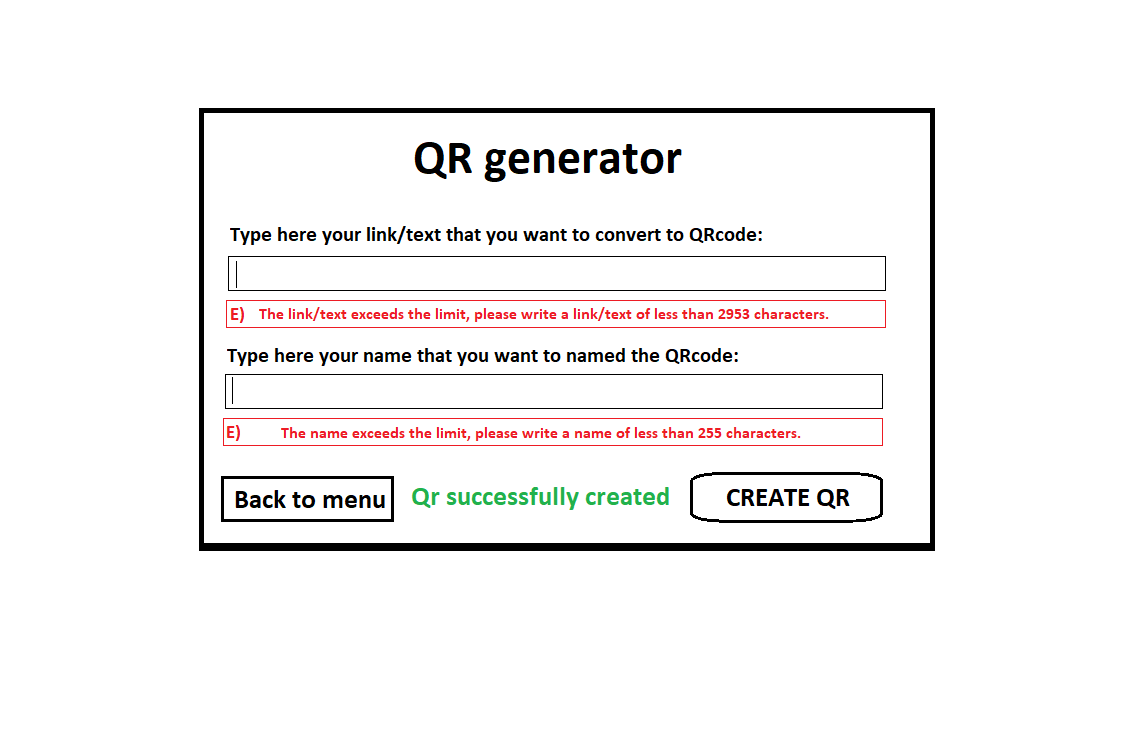 QR generator
Type here your link/text that you want to convert to QRcode:
E) The link/text exceeds the limit, please write a link/text of less than 2953 characters.
Type here your name that you want to named the QRcode:
E) The name exceeds the limit, please write a name of less than 255 characters.
Back to menu Qr successfully created CREATE QR